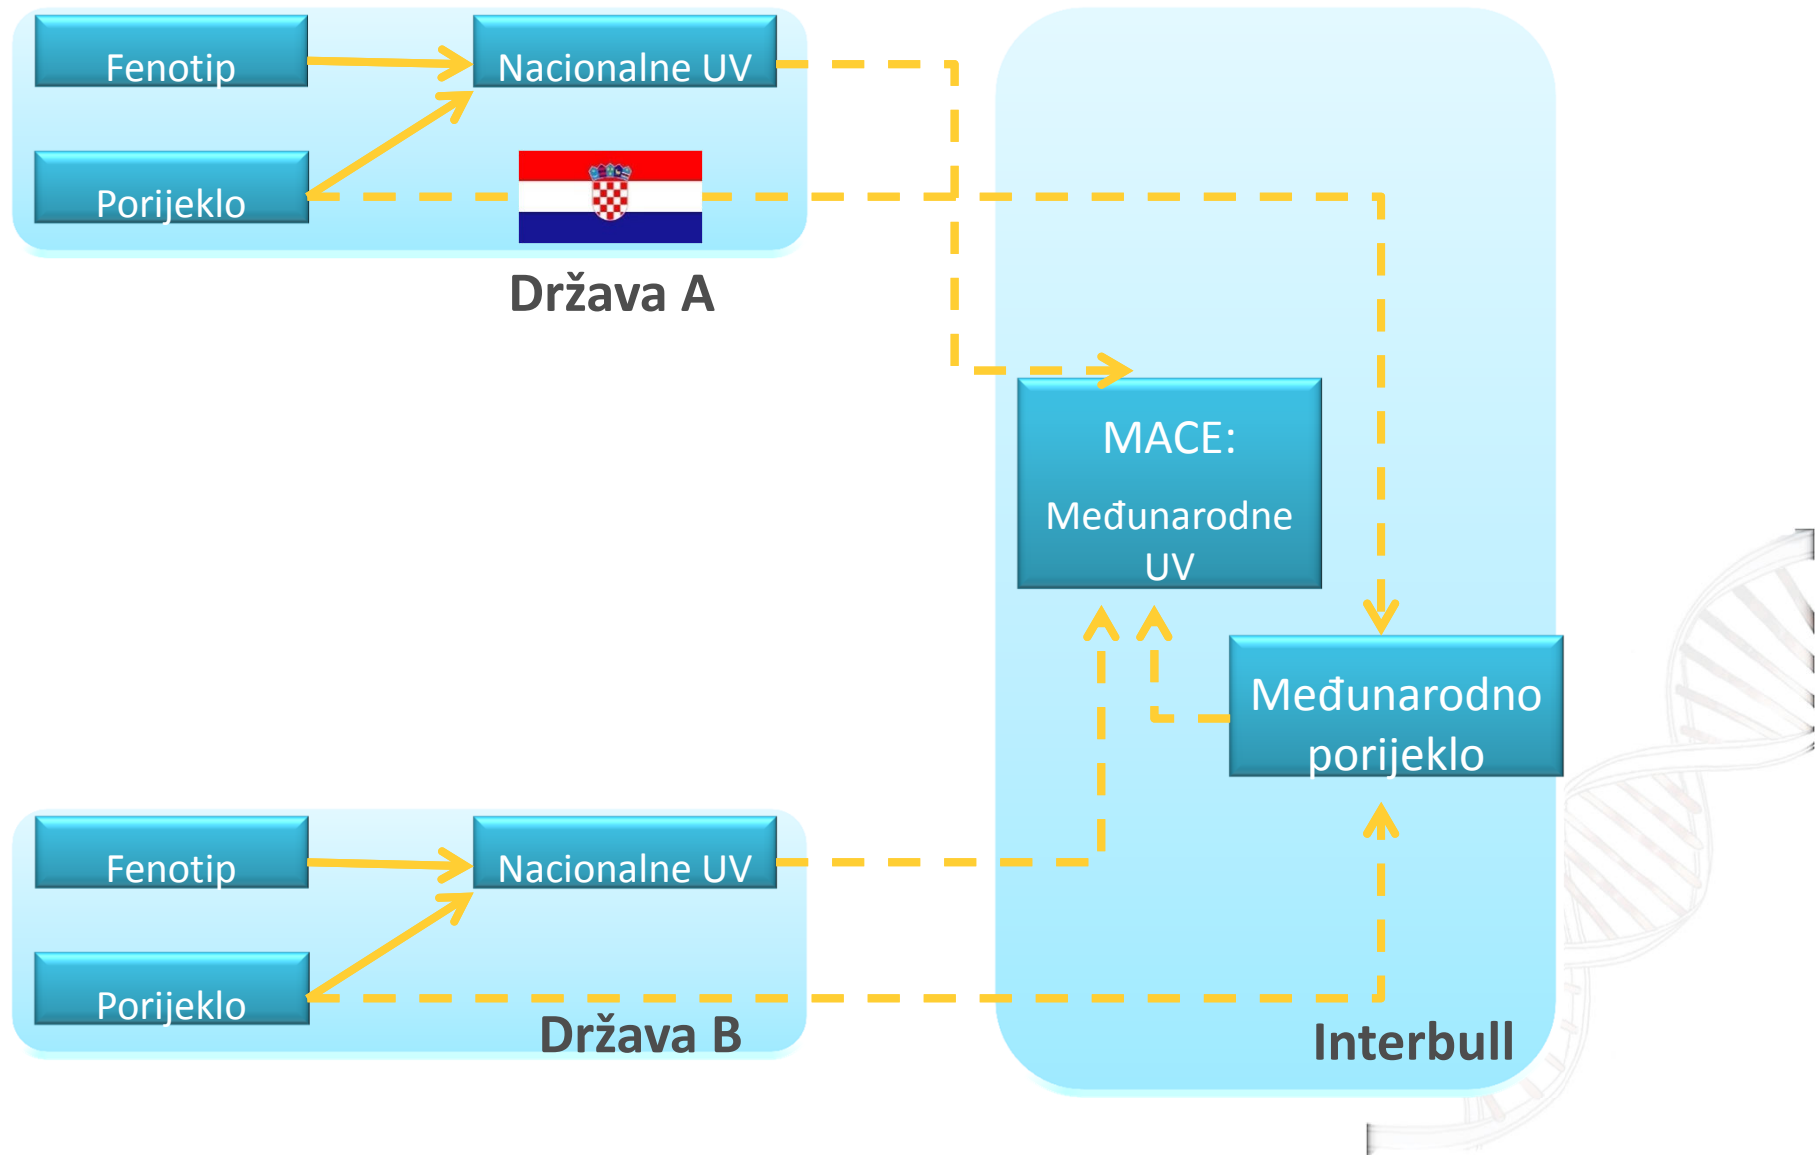 Fenotip
Nacionalne UV
Porijeklo
Država A
MACE:
Međunarodne
UV
Međunarodno
porijeklo
Fenotip
Nacionalne UV
Porijeklo
Država B
Interbull